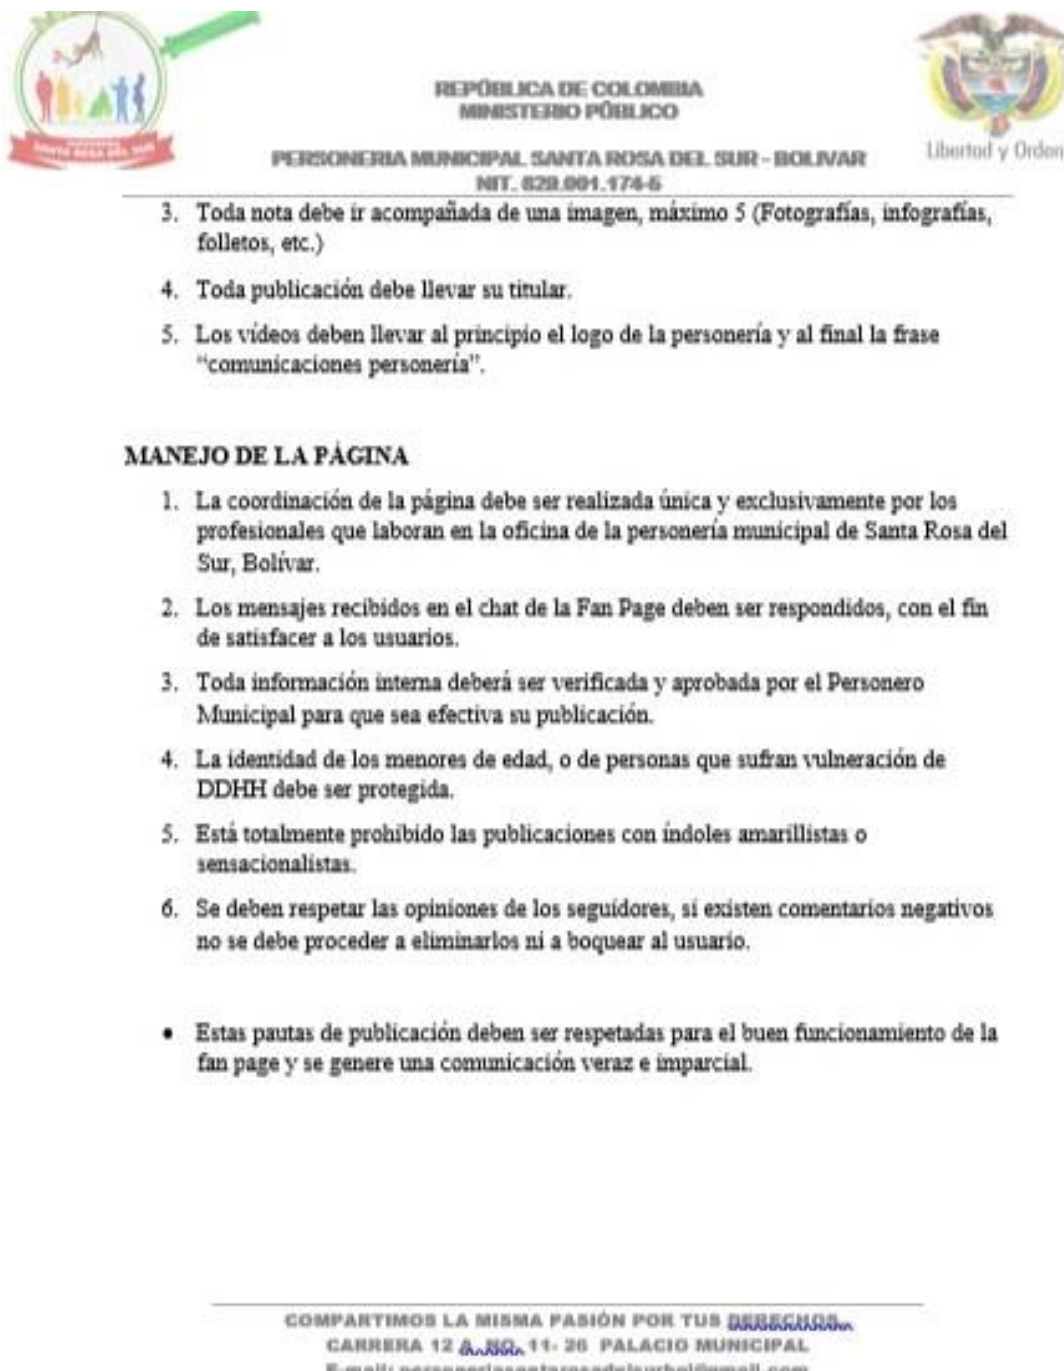 REPÚBLICA DE COLOMBIA
MINISTERIO PÚBLICO
Libertad y Orden
PERSONERIA MUNICIPAL SANTA ROSA DEL SUR - BOLIVAR
NIT. 829.001.174-5
SANTA ROSA DEL SUR
3. Toda nota debe ir acompañada de una imagen, máximo 5 (Fotografías, infografías,
folletos, etc.)
4. Toda publicación debe llevar su titular.
5. Los vídeos deben llevar al principio el logo de la personería y al final la frase
“comunicaciones personería”.
MANEJO DE LA PÁGINA
1. La coordinación de la página debe ser realizada única y exclusivamente por los
profesionales que laboran en la oficina de la personería municipal de Santa Rosa del
Sur, Bolívar.
2. Los mensajes recibidos en el chat de la Fan Page deben ser respondidos, con el fin
de satisfacer a los usuarios.
3. Toda información interna deberá ser verificada y aprobada por el Personero
Municipal para que sea efectiva su publicación.
4. La identidad de los menores de edad, o de personas que sufran vulneración de
DDHH debe ser protegida.
5. Está totalmente prohibido las publicaciones con índoles amarillistas o
sensacionalistas.
6. Se deben respetar las opiniones de los seguidores, si existen comentarios negativos
no se debe proceder a eliminarlos ni a boquear al usuario.
• Estas pautas de publicación deben ser respetadas para el buen funcionamiento de la
fan page y se genere una comunicación veraz e imparcial.
COMPARTIMOS LA MISMA PASIÓN POR TUS DERECHOS
CARRERA 12 A. NO. 11- 26 PALACIO MUNICIPAL
E-mail: personeriasantarosadelsurbol@gmail.com